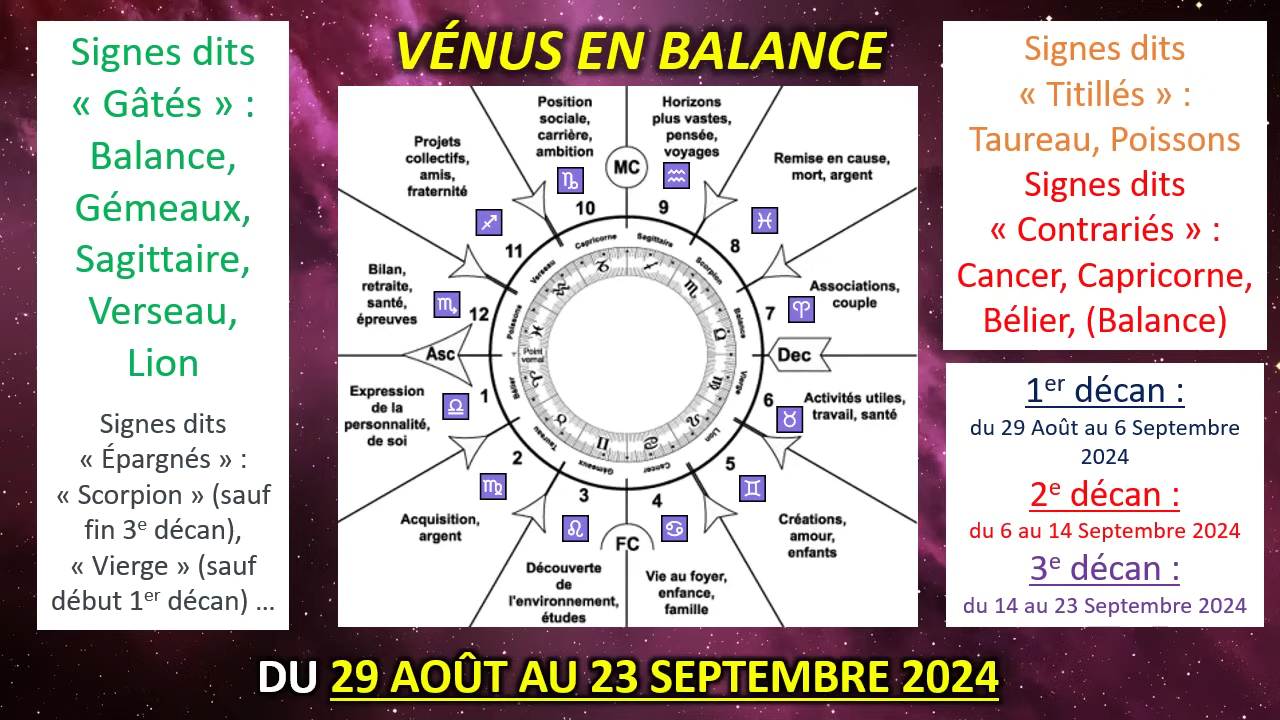 VÉNUS EN BALANCE
Signes dits
« Gâtés » :
Balance,
Gémeaux,
Sagittaire,
Verseau,
Lion
Signes dits
« Épargnés » :
« Scorpion » (sauf
fin 3e décan),
« Vierge » (sauf
début 1er décan) ...
Position
sociale,
carrière,
ambition
Horizons
plus vastes,
pensée,
voyages
Projets
collectifs,
amis,
fraternité
Remise en cause,
mort, argent
MC
♑
♒
♐
♓
10
9
11
8
Capricorne
Sagittaire
Verseau
Scorpion
Bilan,
retraite,
santé,
épreuves
♏
12
Poissons
Balance
7
♈
Associations,
couple
Asc
Point
vernal
Dec
Expression
de la
personnalité,
de soi
♎
1
Bélier
Vierge
6
♉
Activités utiles,
travail, santé
2
Taureau
Gémeaux
Cancer
Lion
5
♍
♊
3
4
♌
FC
♋
Acquisition,
argent
Créations,
amour,
enfants
Découverte
de
l'environnement,
études
Vie au foyer,
enfance,
famille
Signes dits
« Titillés » :
Taureau, Poissons
Signes dits
« Contrariés » :
Cancer, Capricorne,
Bélier, (Balance)
1er décan :
du 29 Août au 6 Septembre
2024
2e décan :
du 6 au 14 Septembre 2024
3e décan :
du 14 au 23 Septembre 2024
DU 29 AOÛT AU 23 SEPTEMBRE 2024